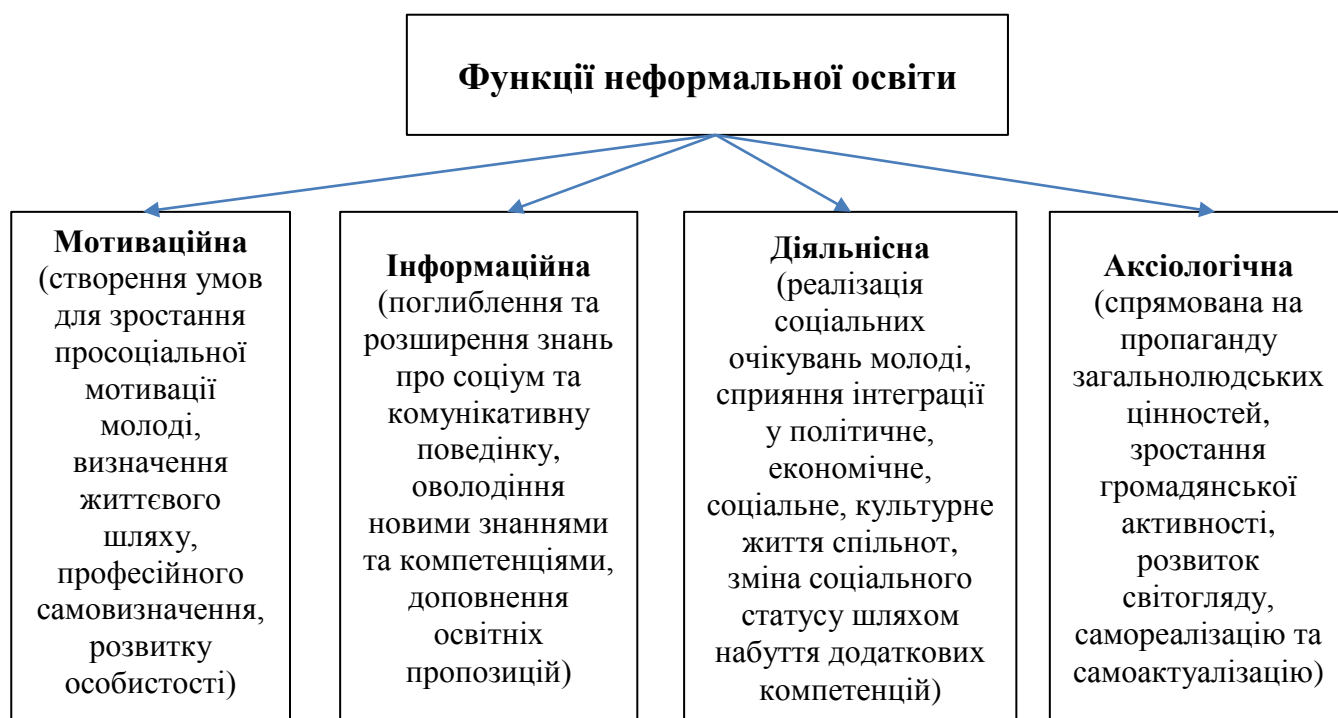 Функції неформальної освіти
Мотиваційна
(створення умов
для зростання
просоціальної
мотивації
молоді,
визначення
життєвого
шляху,
професійного
самовизначення,
розвитку
особистості)
Інформаційна
(поглиблення та
розширення знань
про соціум та
комунікативну
поведінку,
оволодіння
новими знаннями
та компетенціями,
доповнення
освітніх
пропозицій)
Діяльнісна
(реалізація
соціальних
очікувань молоді,
сприяння інтеграції
у політичне,
економічне,
соціальне, культурне
життя спільнот,
зміна соціального
статусу шляхом
набуття додаткових
компетенцій)
Аксіологічна
(спрямована на
пропаганду
загальнолюдських
цінностей,
зростання
громадянської
активності,
розвиток
світогляду,
самореалізацію та
самоактуалізацію)